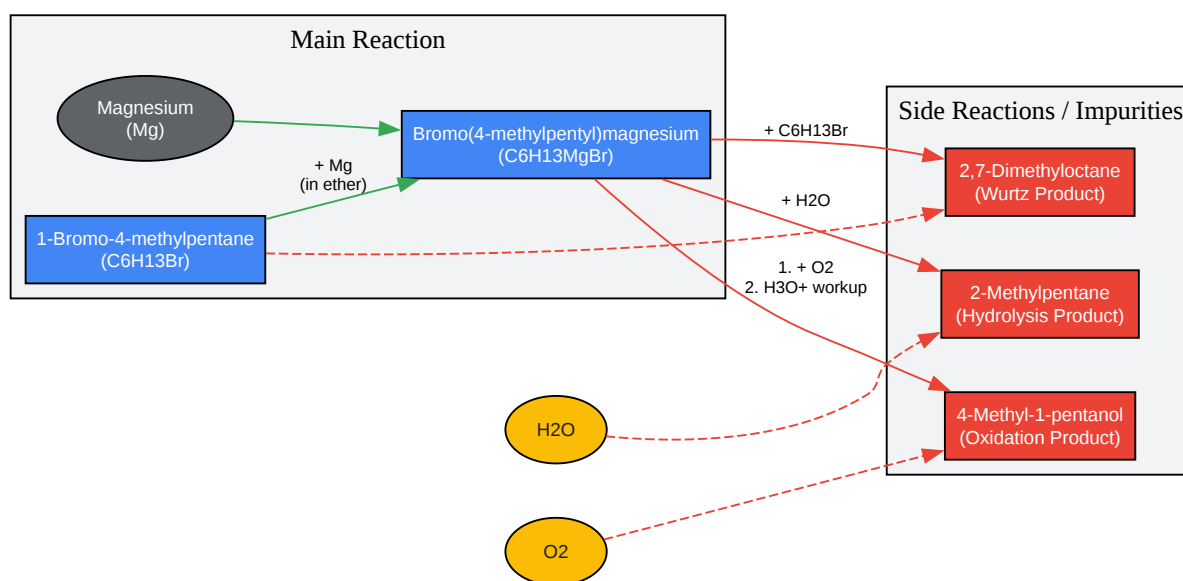 Main Reaction
Magnesium
(Mg)
Bromo(4-methylpentyl)magnesium
(C6H13MgBr)
+ Mg
(in ether)
1-Bromo-4-methylpentane
(C6H13Br)
+ C6H13Br
+ H2O
1. + O2
2. H3O+ workup
Side Reactions / Impurities
2,7-Dimethyloctane
(Wurtz Product)
2-Methylpentane
(Hydrolysis Product)
4-Methyl-1-pentanol
(Oxidation Product)
H2O
O2